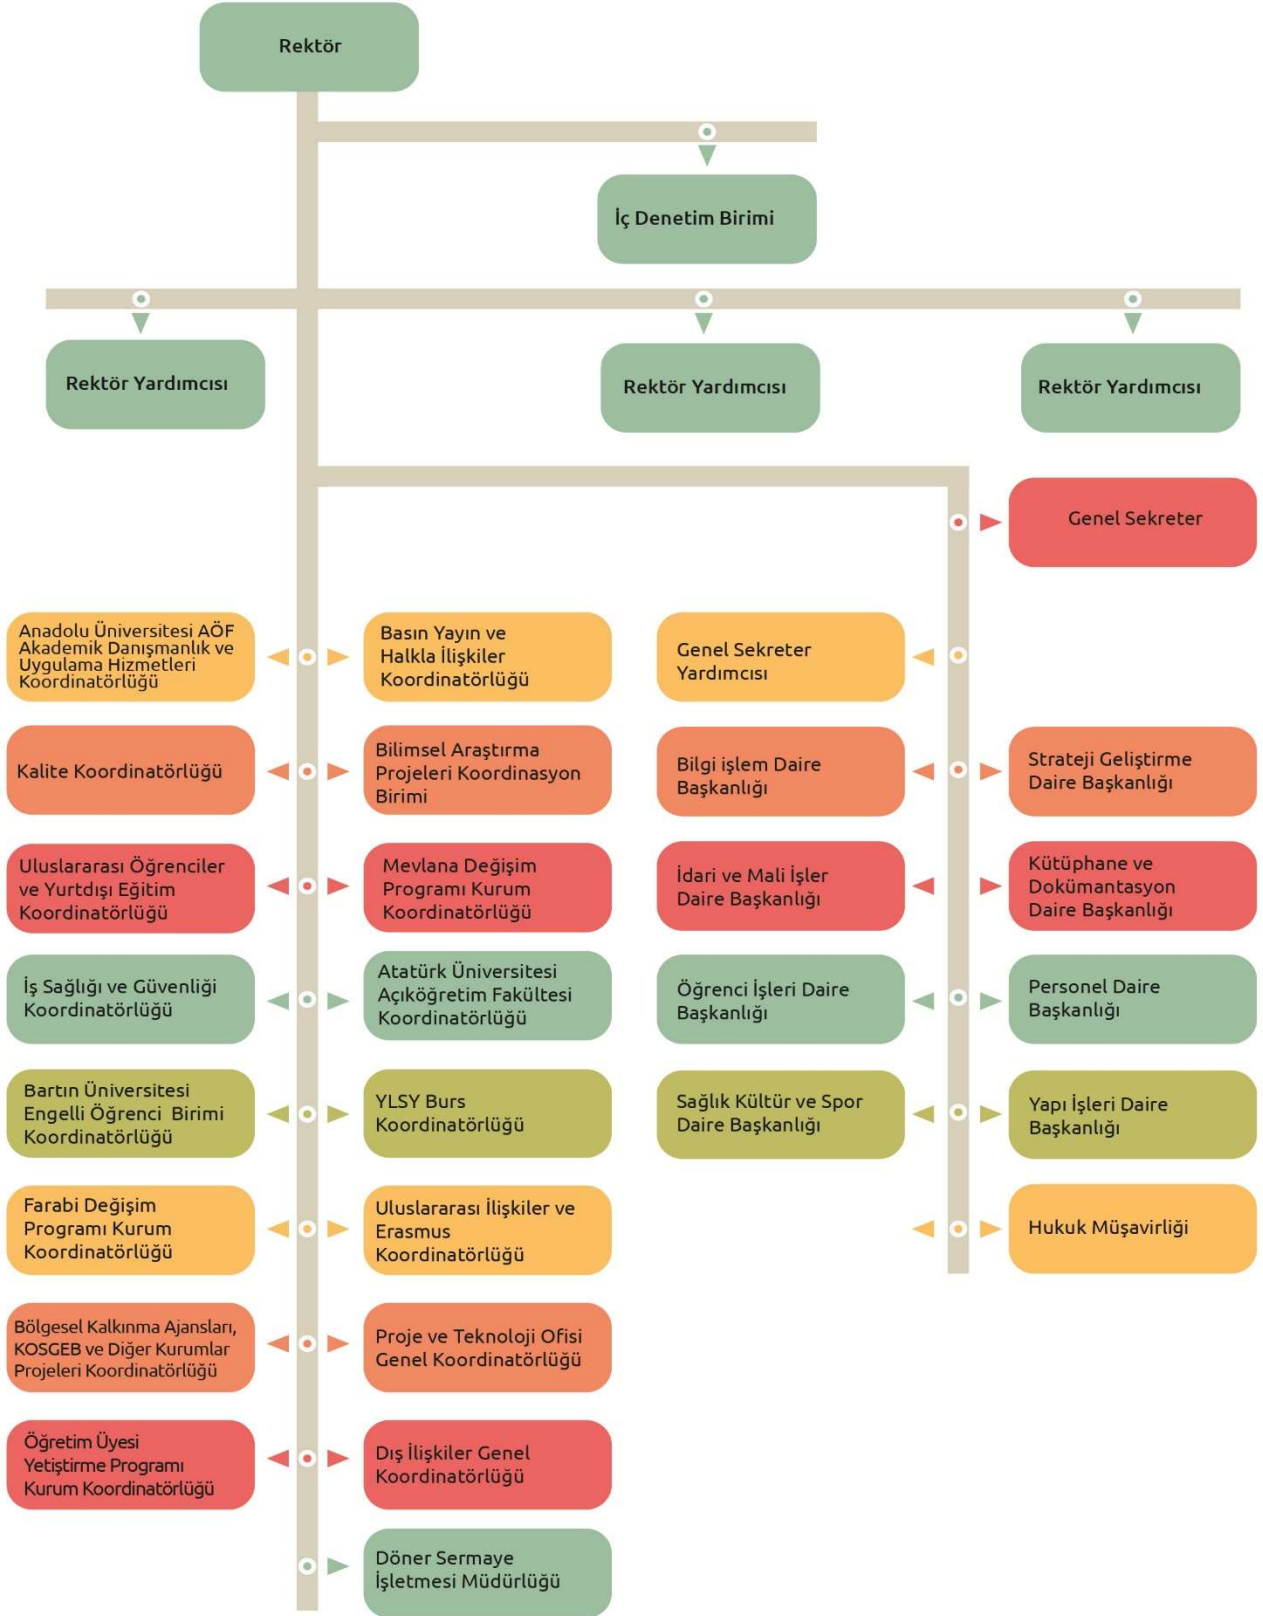 Rektör
İç Denetim Birimi
Rektör Yardımcısı
Rektör Yardımcısı
Rektör Yardımcısı
Genel Sekreter
Anadolu Üniversitesi AÖF
Akademik Danışmanlık ve
Uygulama Hizmetleri
Koordinatörlüğü
Basın Yayın ve
Halkla İlişkiler
Koordinatörlüğü
Genel Sekreter
Yardımcısı
Kalite Koordinatörlüğü
Bilimsel Araştırma
Projeleri Koordinasyon
Birimi
Bilgi işlem Daire
Başkanlığı
Strateji Geliştirme
Daire Başkanlığı
Uluslararası Öğrenciler
ve Yurtdışı Eğitim
Koordinatörlüğü
Mevlana Değişim
Programı Kurum
Koordinatörlüğü
İdari ve Mali İşler
Daire Başkanlığı
Kütüphane ve
Dokümantasyon
Daire Başkanlığı
İş Sağlığı ve Güvenliği
Koordinatörlüğü
Atatürk Üniversitesi
Açıköğretim Fakültesi
Koordinatörlüğü
Öğrenci İşleri Daire
Başkanlığı
Personel Daire
Başkanlığı
Bartın Üniversitesi
Engelli Öğrenci Birimi
Koordinatörlüğü
YLSY Burs
Koordinatörlüğü
Sağlık Kültür ve Spor
Daire Başkanlığı
Yapı İşleri Daire
Başkanlığı
Farabi Değişim
Programı Kurum
Koordinatörlüğü
Uluslararası İlişkiler ve
Erasmus
Koordinatörlüğü
Hukuk Müşavirliği
Bölgesel Kalkınma Ajansları,
KOSGEB ve Diğer Kurumlar
Projeleri Koordinatörlüğü
Proje ve Teknoloji Ofisi
Genel Koordinatörlüğü
Öğretim Üyesi
Yetiştirme Programı
Kurum Koordinatörlüğü
Dış İlişkiler Genel
Koordinatörlüğü
Döner Sermaye
İşletmesi Müdürlüğü